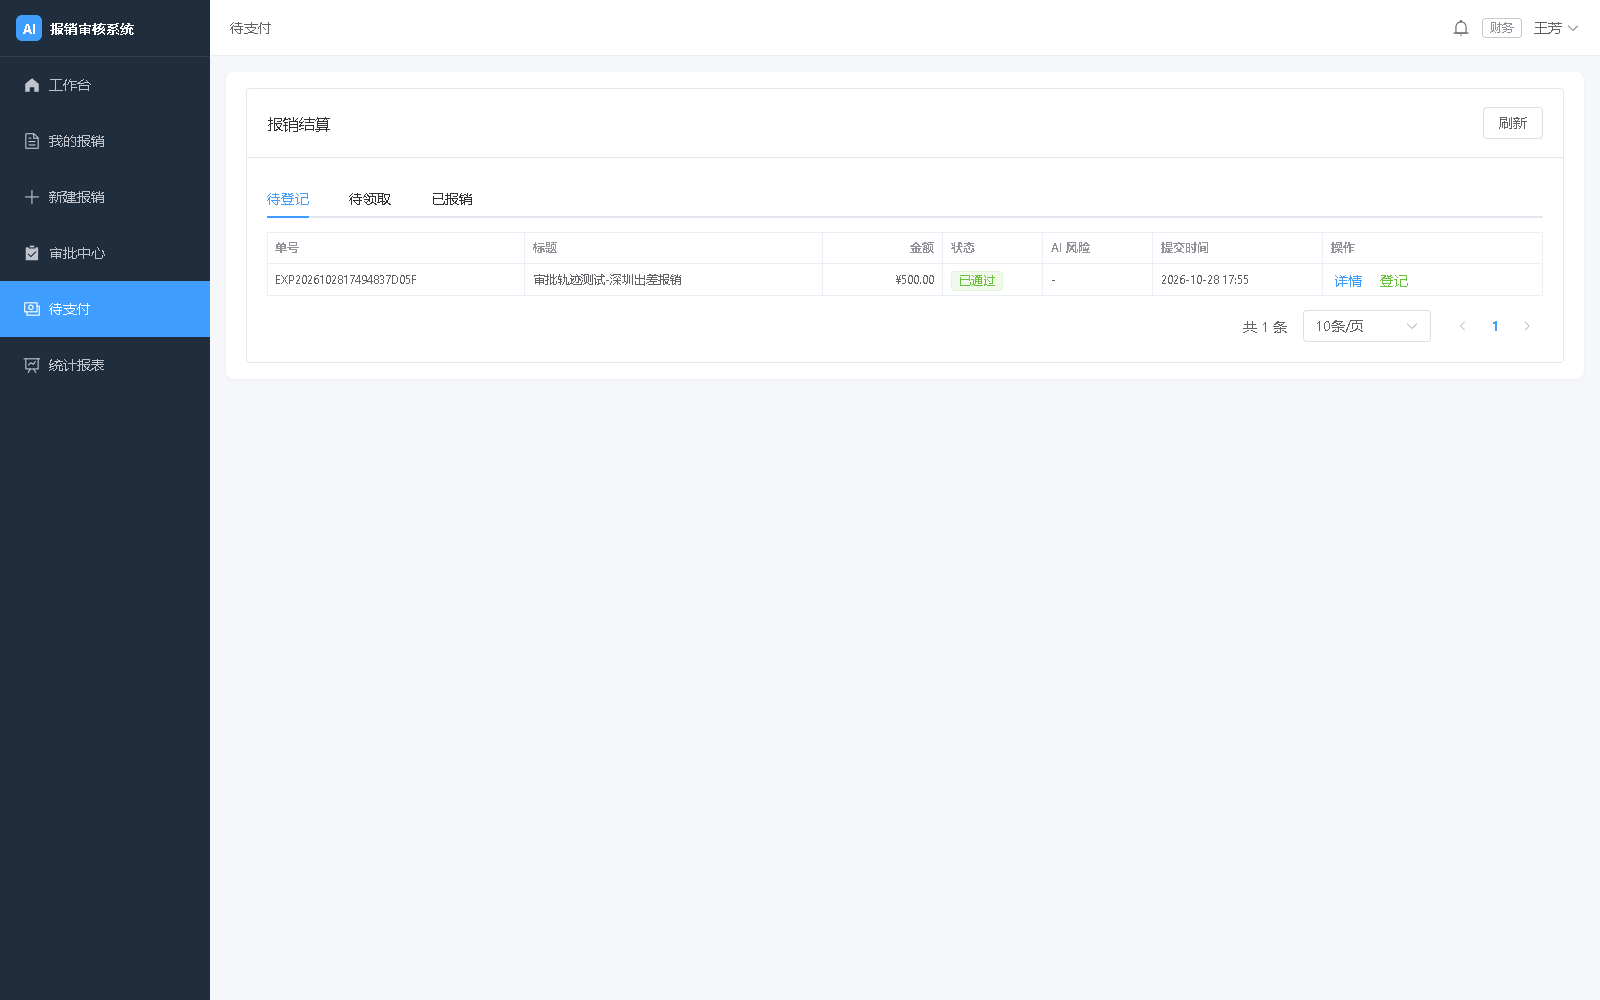 AI 报销审核系统
待支付
财务 王芳
工作台
我的报销
新建报销
审批中心
待支付
统计报表
报销结算
刷新
待登记 待领取 已报销
单号 标题 金额 状态 AI 风险 提交时间 操作
EXP2026102817494837D05F 审批轨迹测试-深圳出差报销 ¥500.00 已通过 - 2026-10-28 17:55 详情 登记
共 1 条 10条/页 1